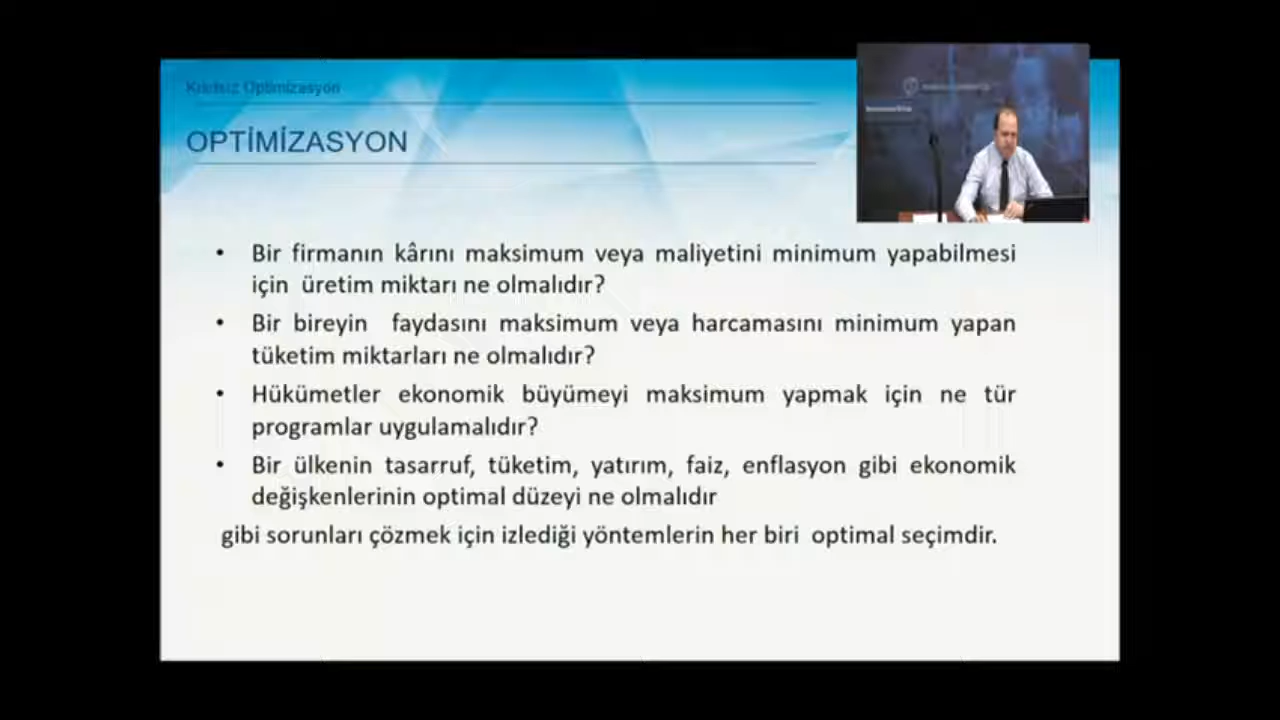 Kısıtsız Optimizasyon
OPTİMİZASYON
• Bir firmanın kârını maksimum veya maliyetini minimum yapabilmesi
için üretim miktarı ne olmalıdır?
• Bir bireyin faydasını maksimum veya harcamasını minimum yapan
tüketim miktarları ne olmalıdır?
• Hükümetler ekonomik büyümeyi maksimum yapmak için ne tür
programlar uygulamalıdır?
• Bir ülkenin tasarruf, tüketim, yatırım, faiz, enflasyon gibi ekonomik
değişkenlerinin optimal düzeyi ne olmalıdır
gibi sorunları çözmek için izlediği yöntemlerin her biri optimal seçimdir.